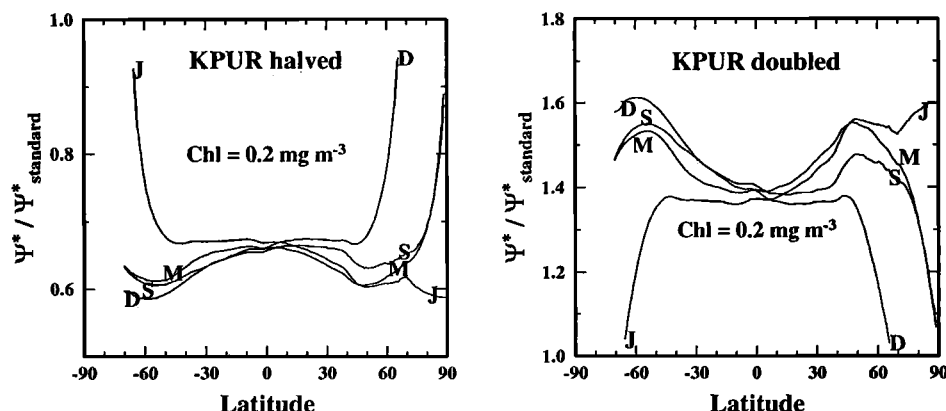 1.0
0.8
0.6
Ψ* / Ψ*standard
KPUR halved
J
D
Chl = 0.2 mg m-3
D
S
M
S
M
J
-90 -60 -30 0 30 60 90
Latitude
1.8
1.6
1.4
1.2
1.0
Ψ* / Ψ*standard
KPUR doubled
D
S
M
J
M
S
Chl = 0.2 mg m-3
J
D
-90 -60 -30 0 30 60 90
Latitude